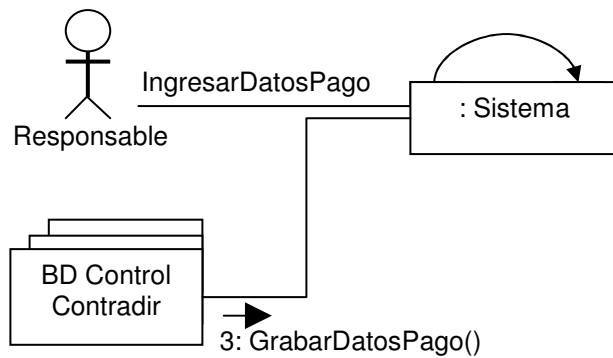 IngresarDatosPago
: Sistema
Responsable
BD Control
Contradir
3: GrabarDatosPago()